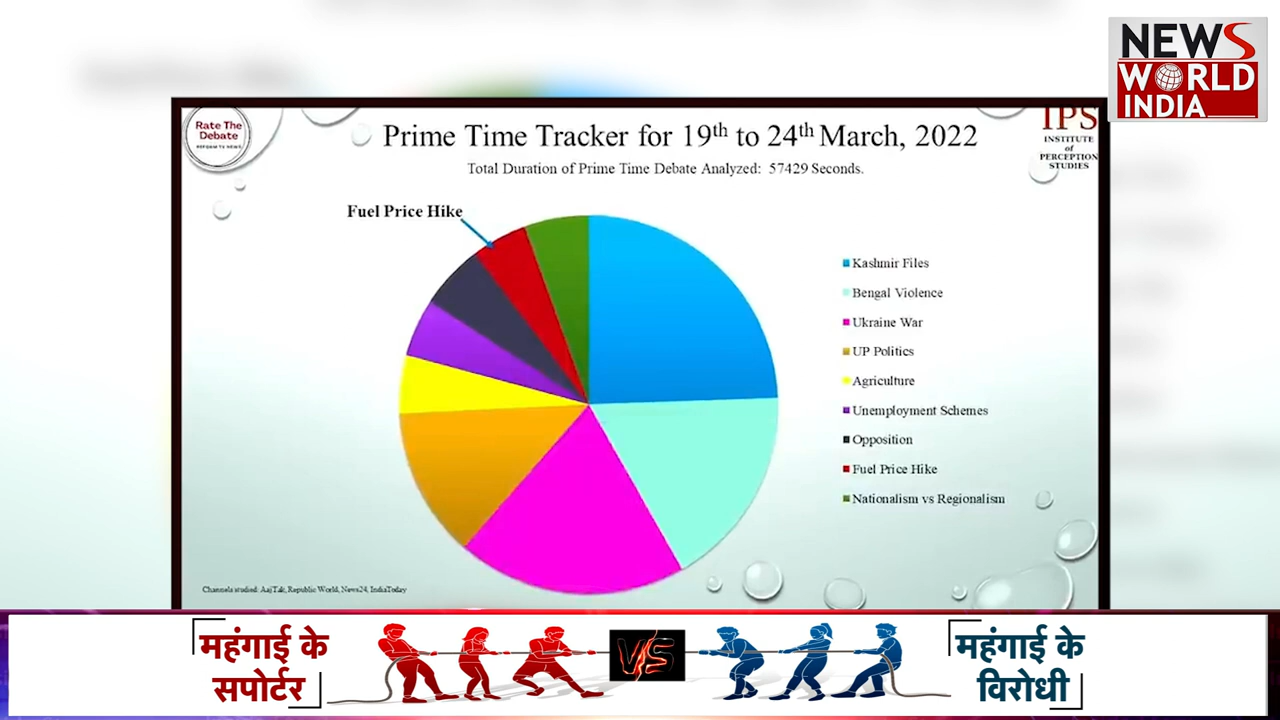 NEWS
WORLD
INDIA
Rate The
Debate
REFORM TV NEWS
Prime Time Tracker for 19th to 24th March, 2022
IPS
INSTITUTE
of
PERCEPTION
STUDIES
Total Duration of Prime Time Debate Analyzed: 57429 Seconds.
Fuel Price Hike
Kashmir Files
Bengal Violence
Ukraine War
UP Politics
Agriculture
Unemployment Schemes
Opposition
Fuel Price Hike
Nationalism vs Regionalism
Channels studied: AajTak, Republic World, News24, IndiaToday
महंगाई के
सपोर्टर
VS
महंगाई के
विरोधी